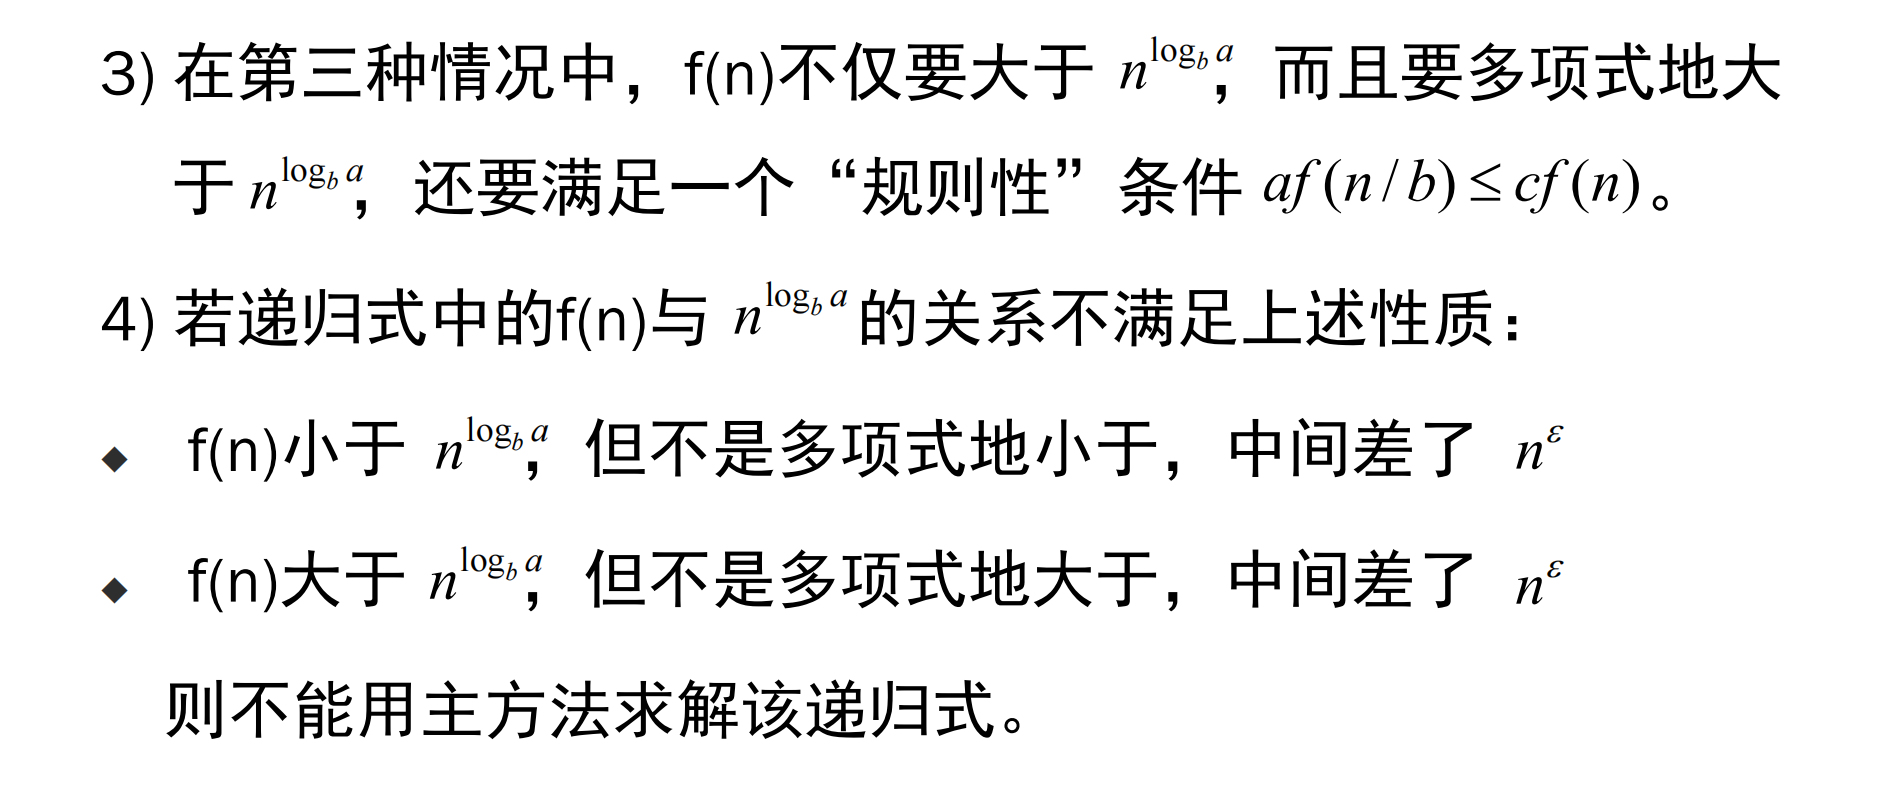 3) 在第三种情况中，f(n)不仅要大于 n^{log_b a}，而且要多项式地大
于 n^{log_b a}，还要满足一个“规则性”条件 af(n/b)≤cf(n)。
4) 若递归式中的f(n)与 n^{log_b a} 的关系不满足上述性质：
◆ f(n)小于 n^{log_b a}，但不是多项式地小于，中间差了 n^ε
◆ f(n)大于 n^{log_b a}，但不是多项式地大于，中间差了 n^ε
则不能用主方法求解该递归式。